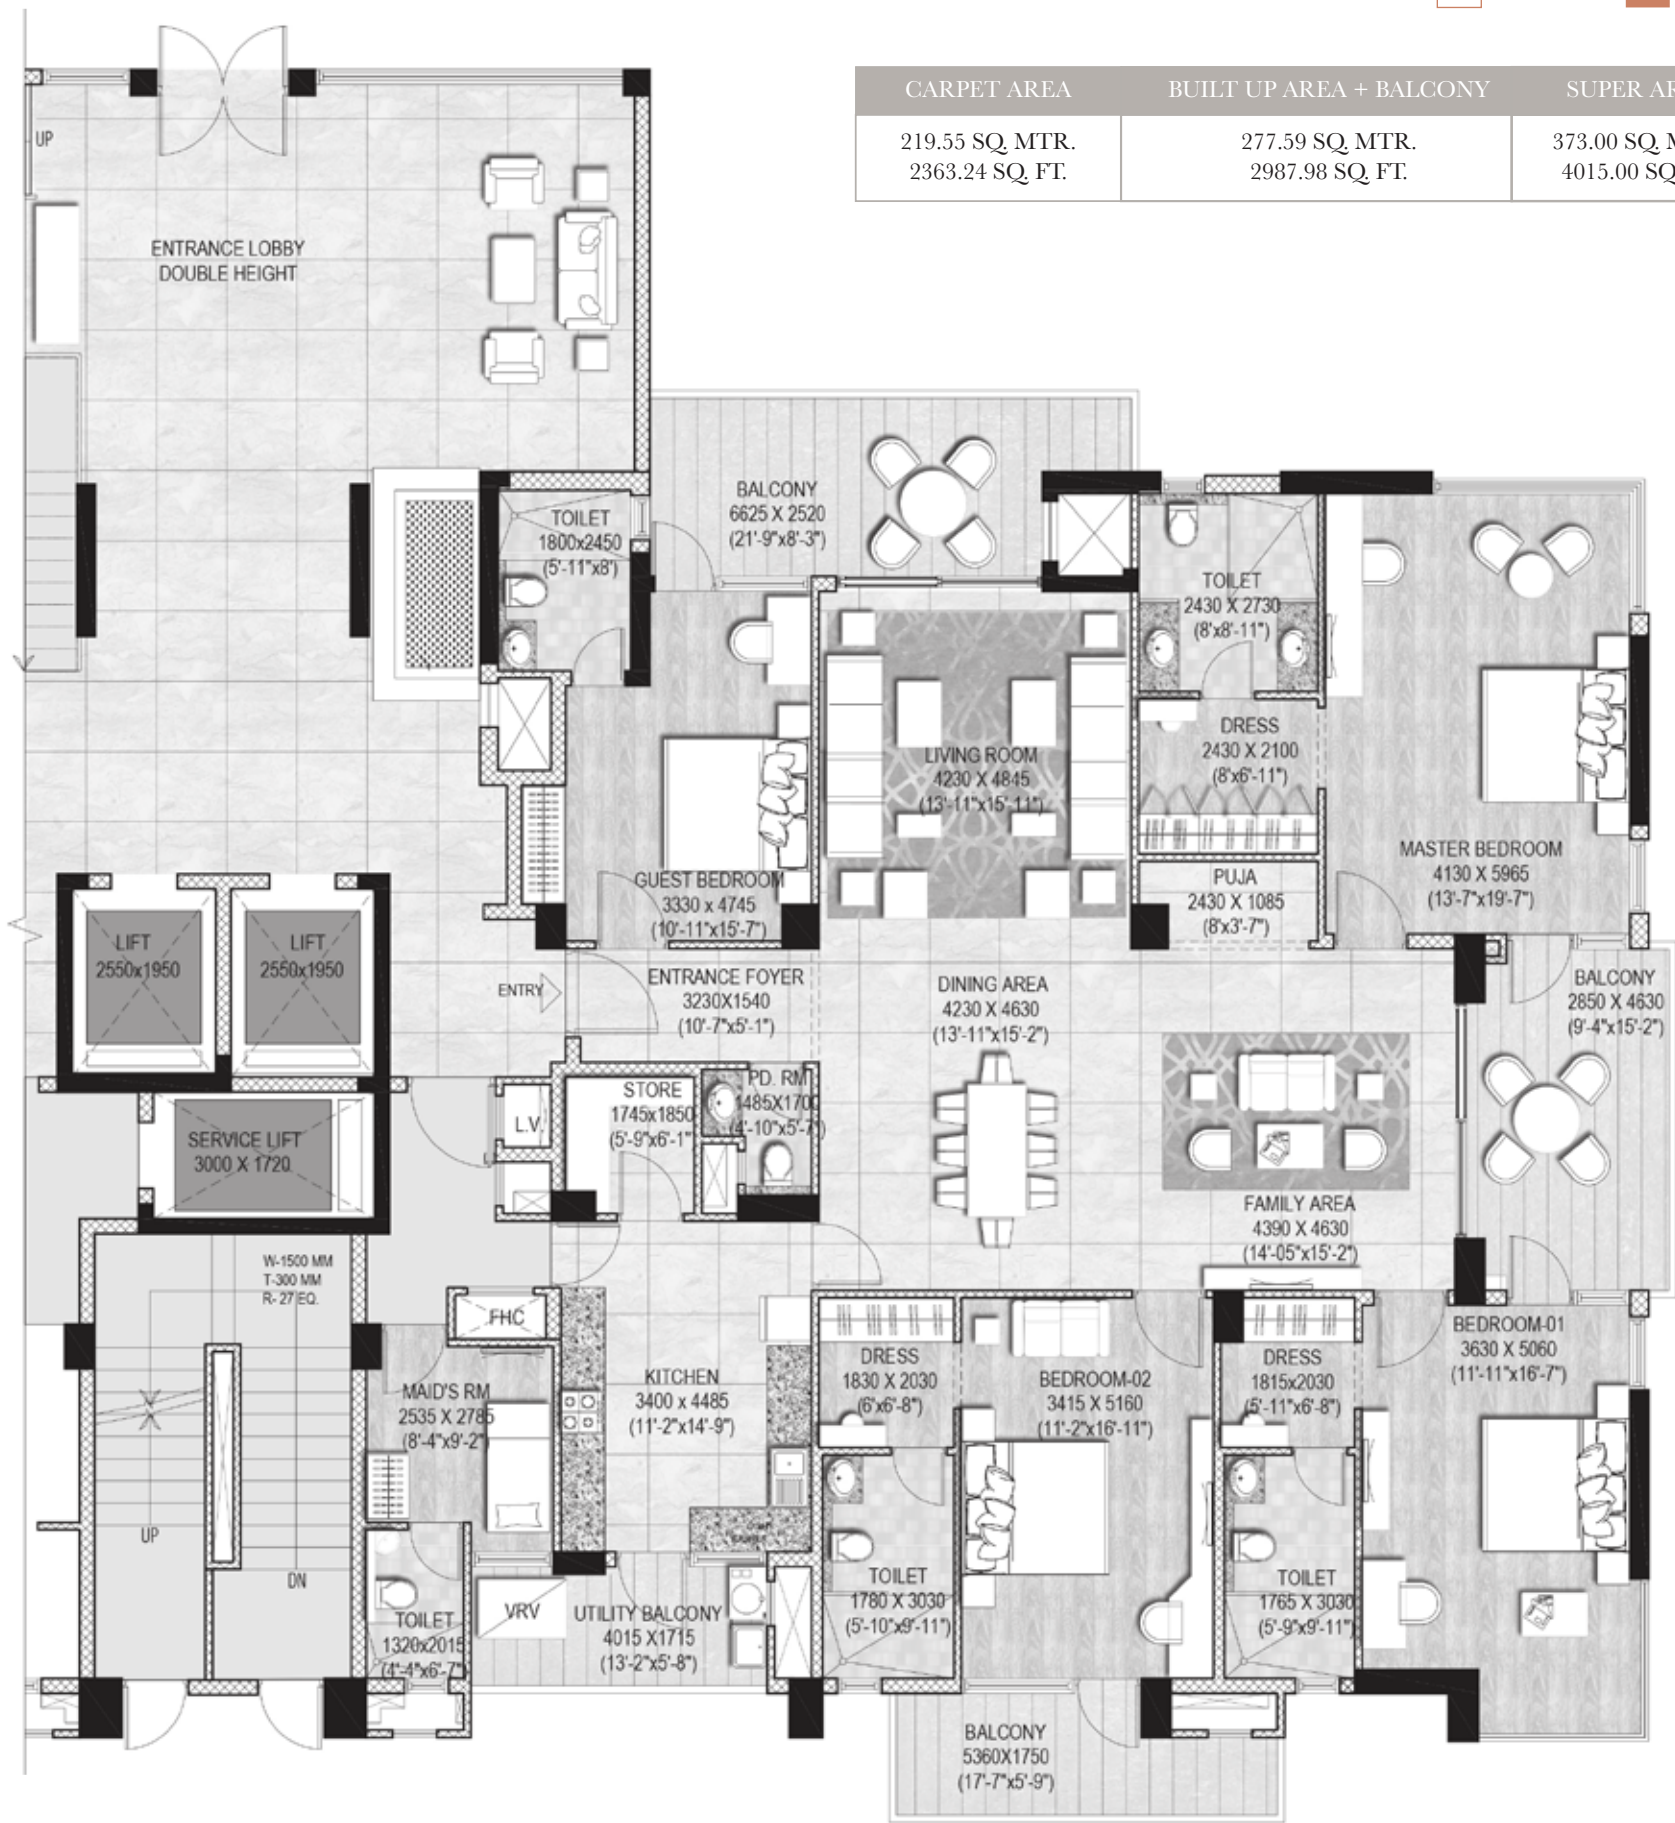 CARPET AREA
BUILT UP AREA + BALCONY
SUPER AR
219.55 SQ. MTR.
2363.24 SQ. FT.
277.59 SQ. MTR.
2987.98 SQ. FT.
373.00 SQ. M
4015.00 SQ.
UP
ENTRANCE LOBBY
DOUBLE HEIGHT
TOILET
1800x2450
(5'-11"x8')
BALCONY
6625 X 2520
(21'-9"x8'-3")
TOILET
2430 X 2730
(8'x8'-11")
DRESS
2430 X 2100
(8'x6'-11")
LIVING ROOM
4230 X 4845
(13'-11"x15'-11")
MASTER BEDROOM
4130 X 5965
(13'-7"x19'-7")
GUEST BEDROOM
3330 x 4745
(10'-11"x15'-7")
PUJA
2430 X 1085
(8'x3'-7")
LIFT
2550x1950
LIFT
2550x1950
ENTRY
ENTRANCE FOYER
3230X1540
(10'-7"x5'-1")
DINING AREA
4230 X 4630
(13'-11"x15'-2")
BALCONY
2850 X 4630
(9'-4"x15'-2")
STORE
1745x1850
(5'-9"x6'-1"
PD. RM
1485X1700
(4'-10"x5'-7")
L.V.
SERVICE LIFT
3000 X 1720
FAMILY AREA
4390 X 4630
(14'-05"x15'-2")
W-1500 MM
T-300 MM
R- 27 EQ.
FHC
MAID'S RM
2535 X 2785
(8'-4"x9'-2")
KITCHEN
3400 x 4485
(11'-2"x14'-9")
DRESS
1830 X 2030
(6'x6'-8")
BEDROOM-02
3415 X 5160
(11'-2"x16'-11")
DRESS
1815x2030
(5'-11"x6'-8")
BEDROOM-01
3630 X 5060
(11'-11"x16'-7")
UP
DN
TOILET
1320x2015
(4'-4"x6'-7"
VRV
UTILITY BALCONY
4015 X1715
(13'-2"x5'-8")
TOILET
1780 X 3030
(5'-10"x9'-11")
TOILET
1765 X 3030
(5'-9"x9'-11")
BALCONY
5360X1750
(17'-7"x5'-9")